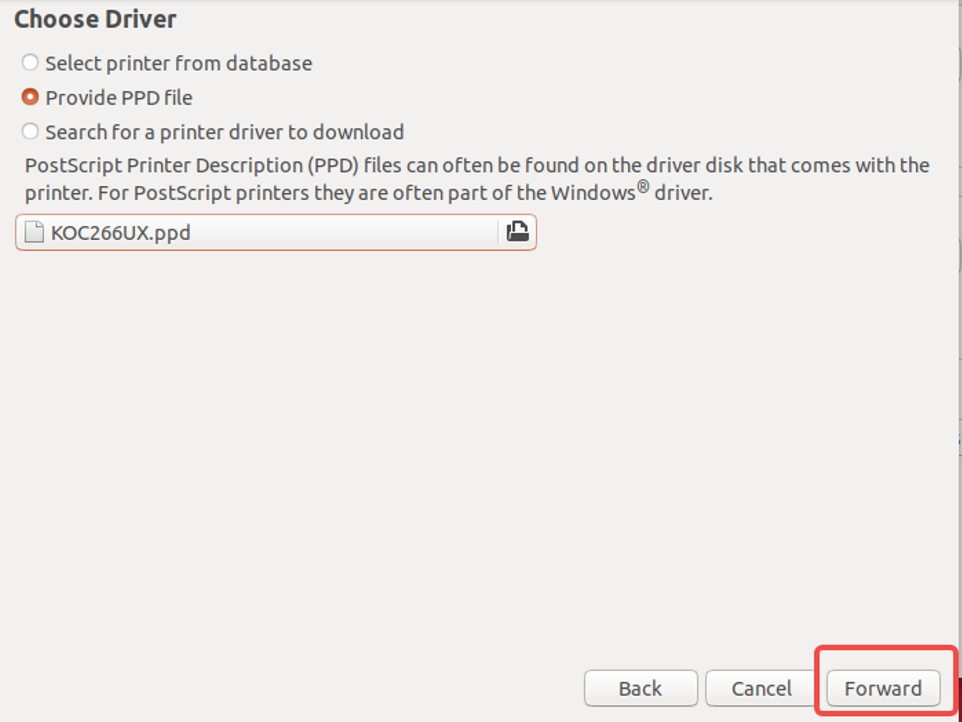 Choose Driver
Select printer from database
Provide PPD file
Search for a printer driver to download
PostScript Printer Description (PPD) files can often be found on the driver disk that comes with the
printer. For PostScript printers they are often part of the Windows® driver.
KOC266UX.ppd
Back Cancel Forward